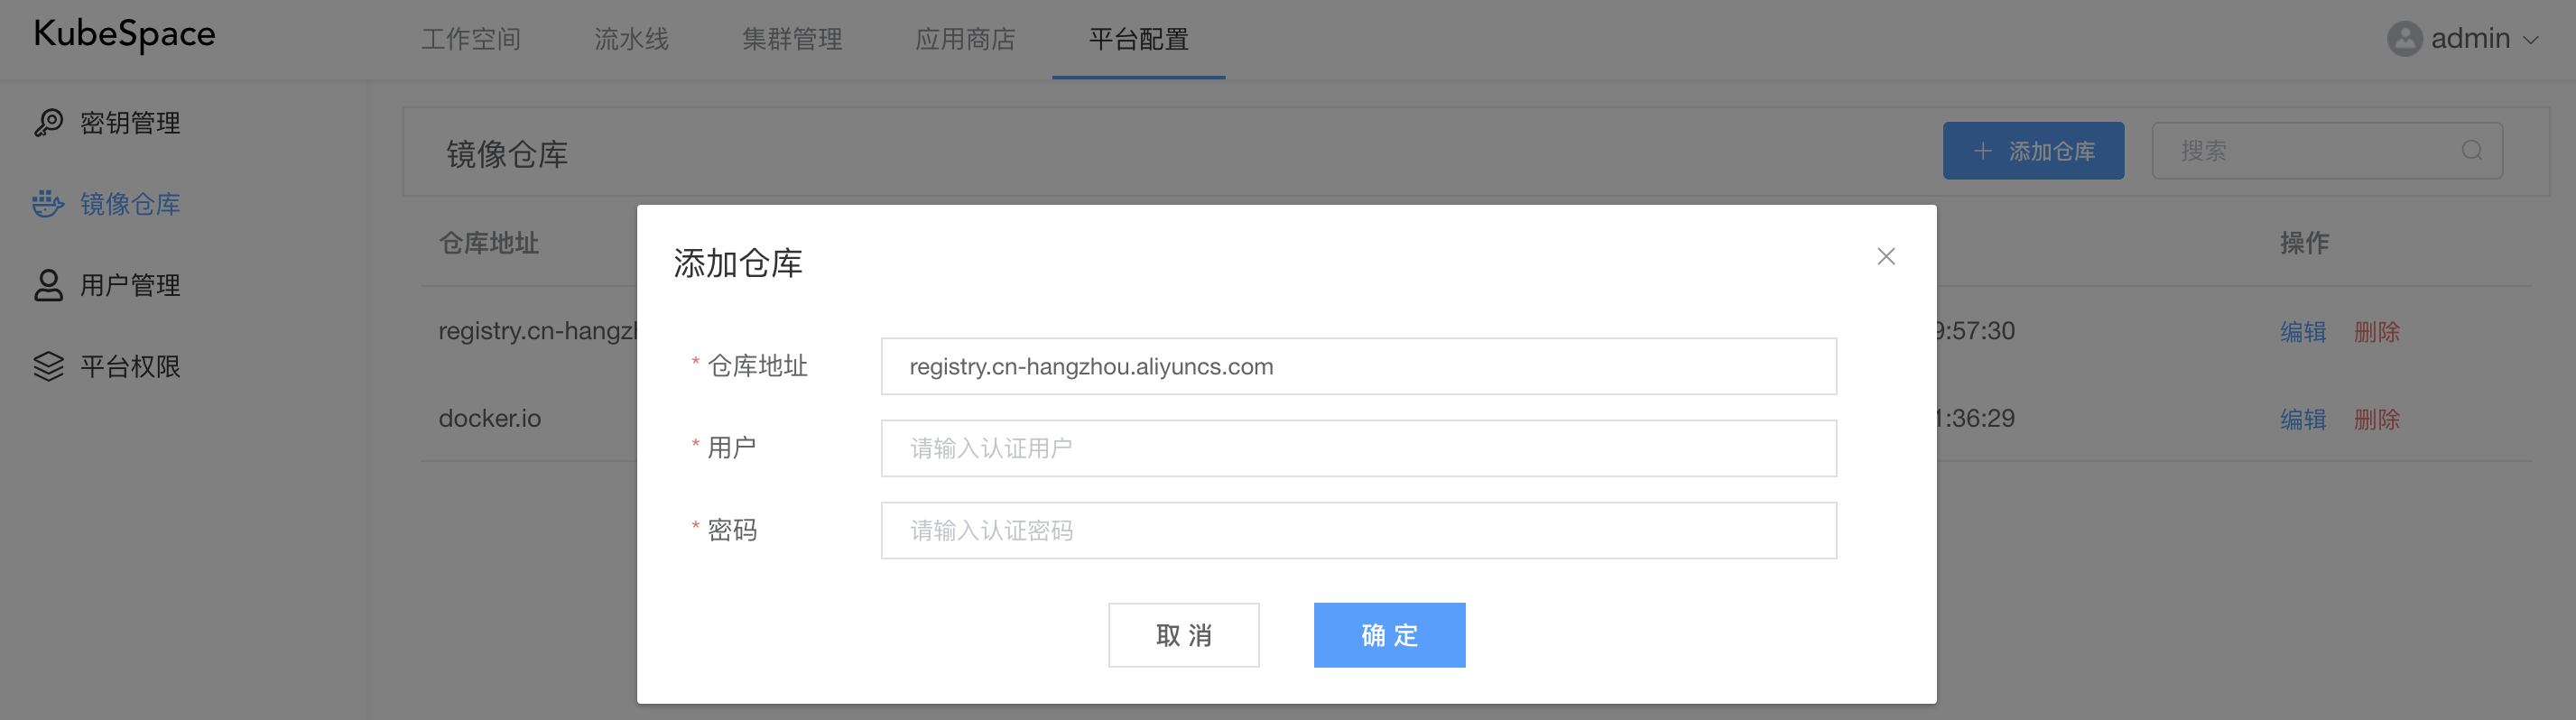 KubeSpace
工作空间
流水线
集群管理
应用商店
平台配置
admin
密钥管理
镜像仓库
用户管理
平台权限
镜像仓库
+ 添加仓库
搜索
仓库地址
操作
添加仓库
registry.cn-hangz
9:57:30
编辑 删除
* 仓库地址
registry.cn-hangzhou.aliyuncs.com
docker.io
1:36:29
编辑 删除
* 用户
请输入认证用户
* 密码
请输入认证密码
取 消
确 定